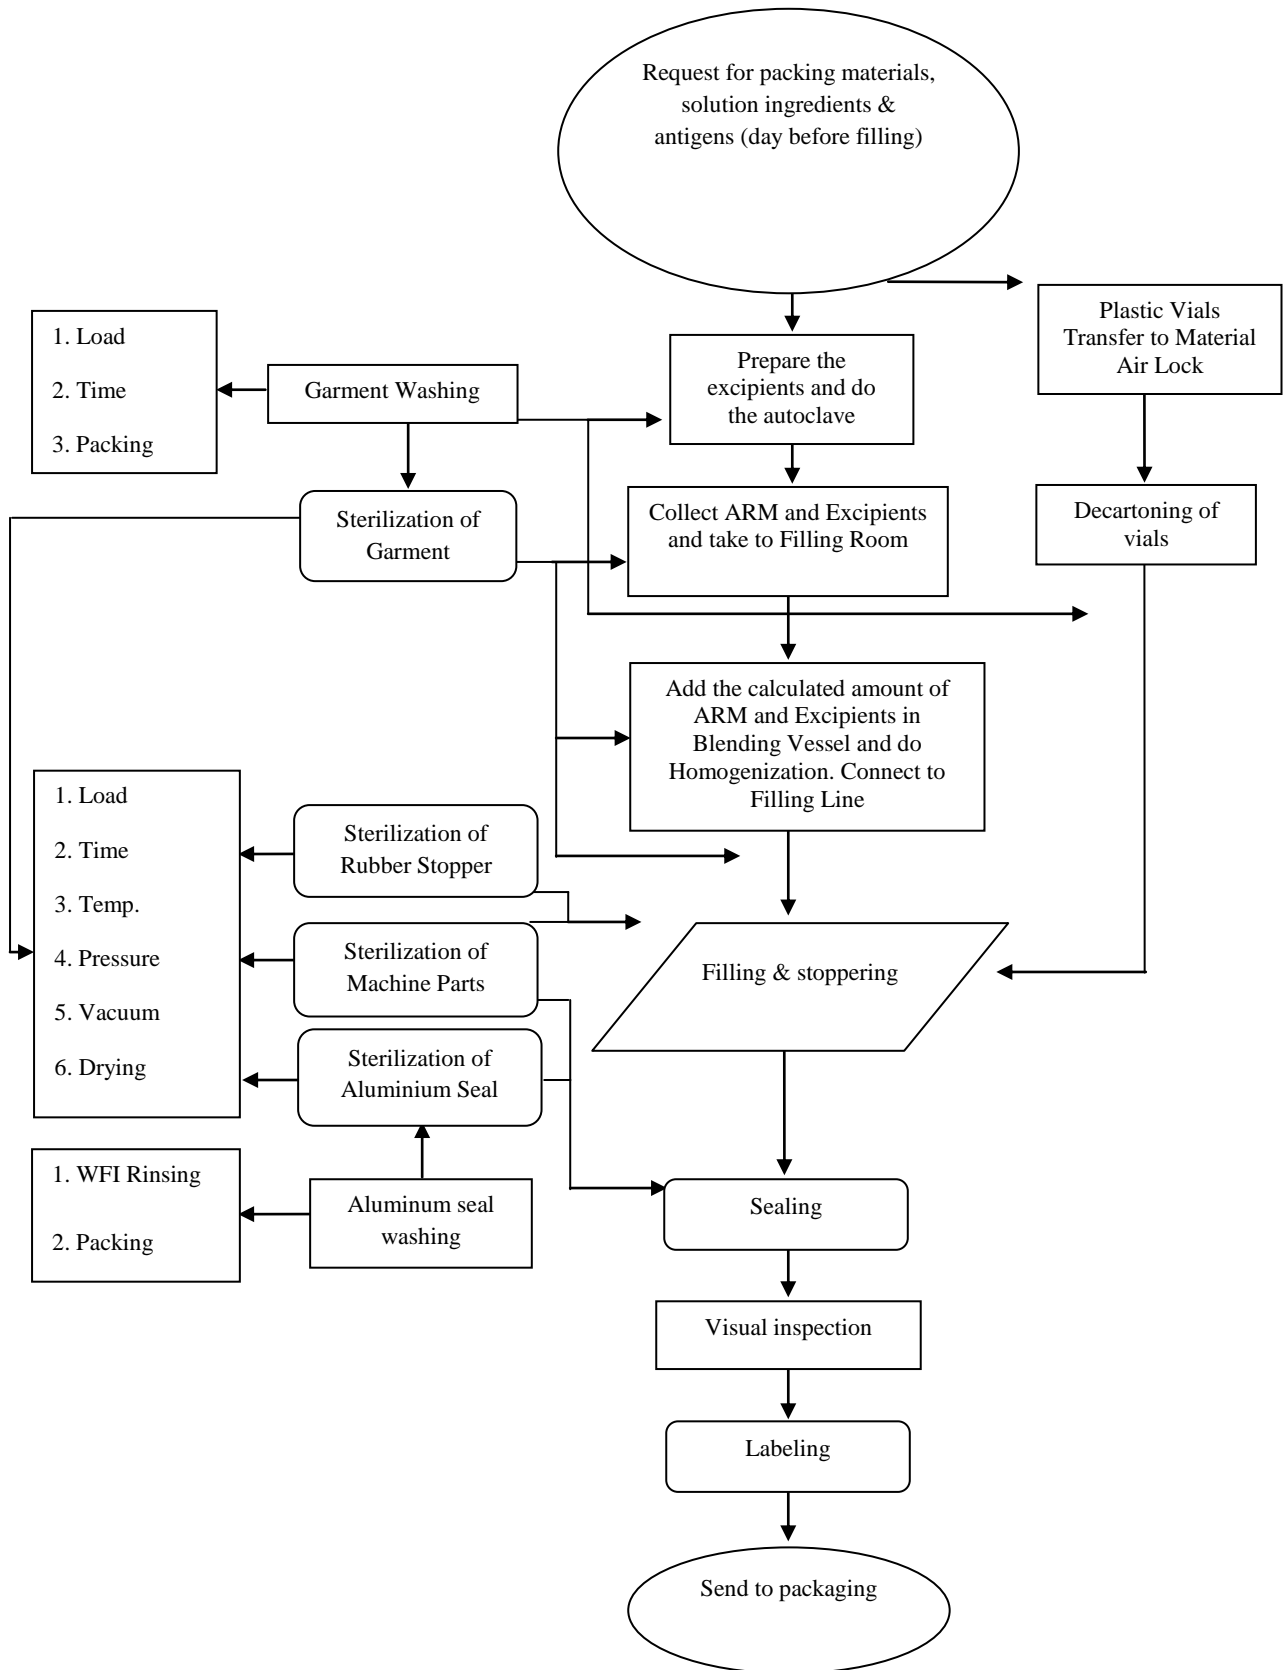 Request for packing materials,
solution ingredients &
antigens (day before filling)
Plastic Vials
Transfer to Material
Air Lock
1. Load
2. Time
3. Packing
Garment Washing
Prepare the
excipients and do
the autoclave
Sterilization of
Garment
Collect ARM and Excipients
and take to Filling Room
Decartoning of
vials
Add the calculated amount of
ARM and Excipients in
Blending Vessel and do
Homogenization. Connect to
Filling Line
1. Load
2. Time
3. Temp.
4. Pressure
5. Vacuum
6. Drying
Sterilization of
Rubber Stopper
Sterilization of
Machine Parts
Filling & stoppering
Sterilization of
Aluminium Seal
1. WFI Rinsing
2. Packing
Aluminum seal
washing
Sealing
Visual inspection
Labeling
Send to packaging